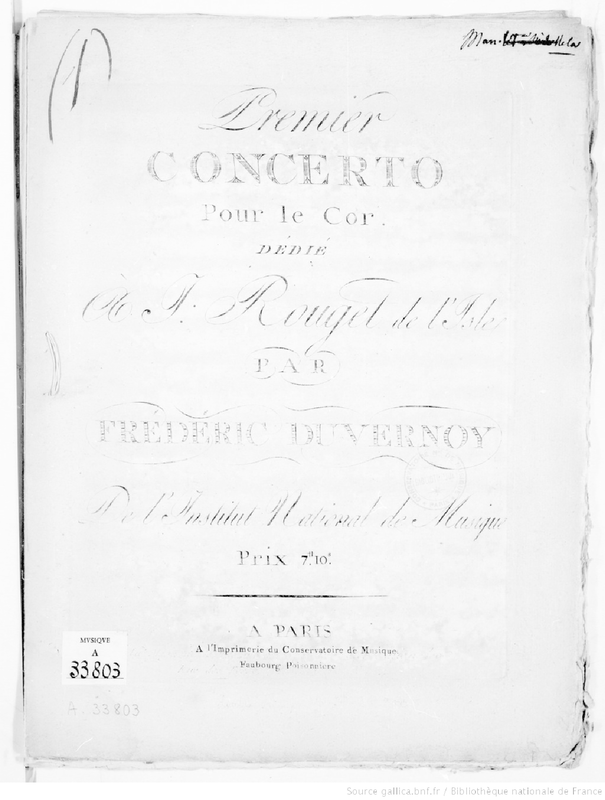 (1)
Premier
CONCERTO
Pour le Cor.
DÉDIÉ
A J. Rouget de l'Isle
PAR
FRÉDÉRIC DUVERNOY
De l'Institut National de Musique
Prix 7.# 10.s
A PARIS
A l'Imprimerie du Conservatoire de Musique
Faubourg Poisonniere
MVSIQVE
A
33803
A. 33803
Source gallica.bnf.fr / Bibliothèque nationale de France